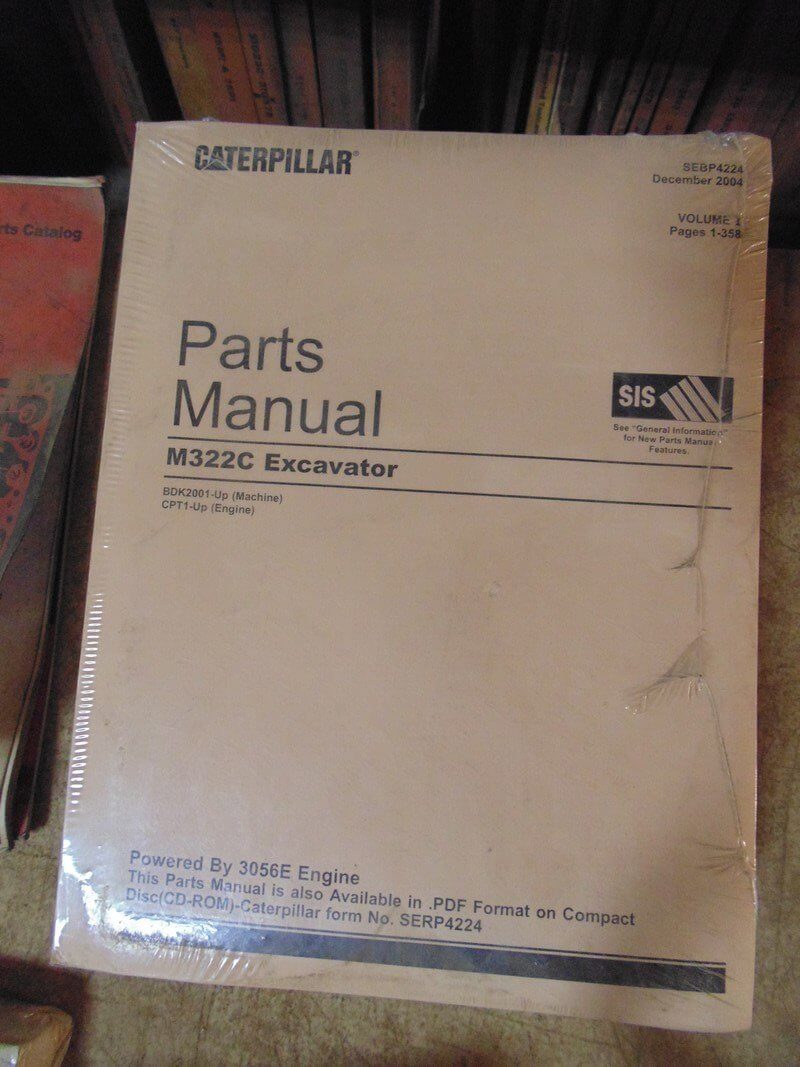 CATERPILLAR®
SEBP4224
December 2004
VOLUME 1
Pages 1-358
Parts Catalog
Parts
Manual
SIS
See "General Information"
for New Parts Manual
Features.
M322C Excavator
BDK2001-Up (Machine)
CPT1-Up (Engine)
Powered By 3056E Engine
This Parts Manual is also Available in .PDF Format on Compact
Disc(CD-ROM)-Caterpillar form No. SERP4224